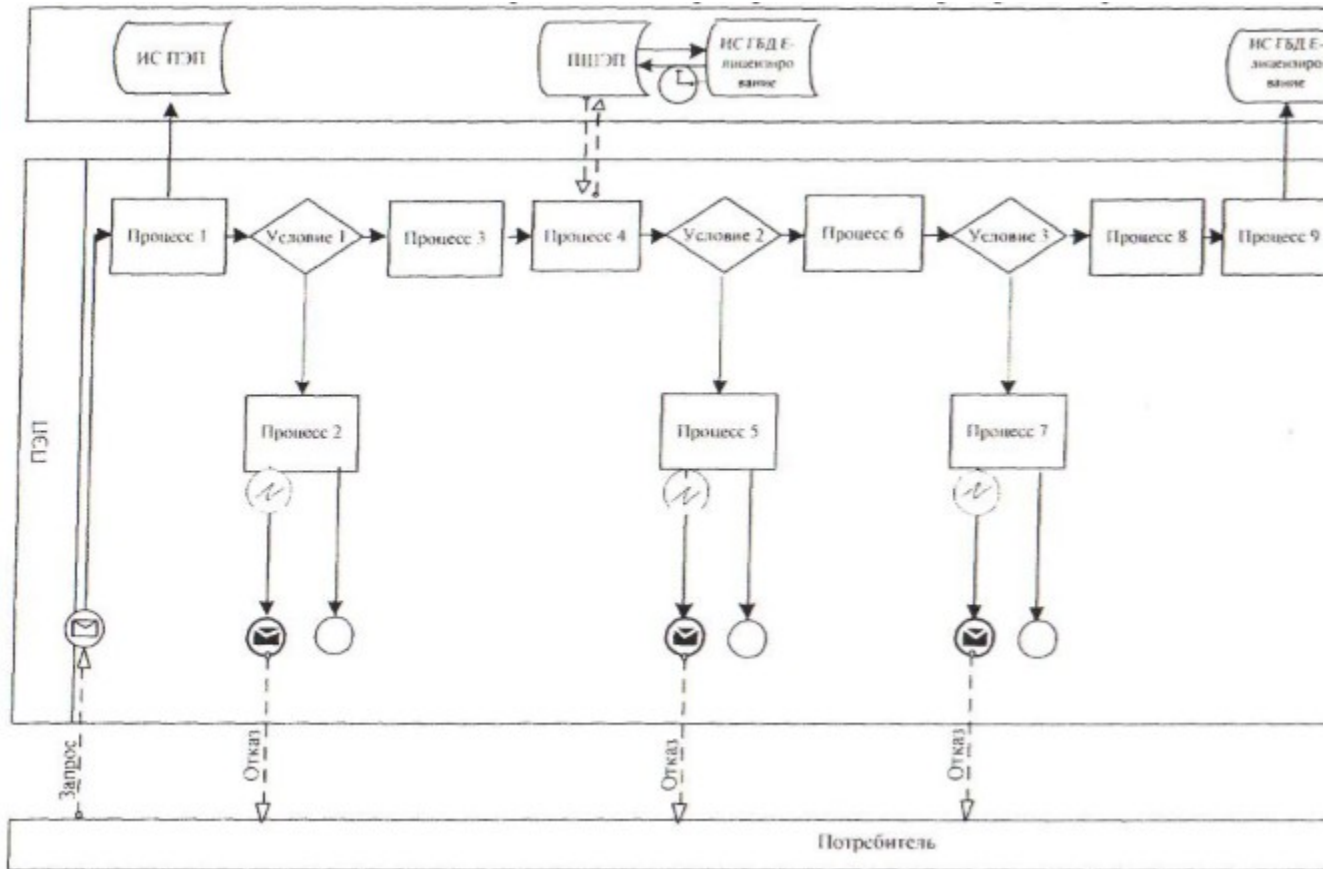 ИС ПЭП
ППГЭП
ИС ГБД Е-
лицензиро
вание
ИС ГБД Е-
лицензиро
вание
Процесс 1
Условие 1
Процесс 3
Процесс 4
Условие 2
Процесс 6
Условие 3
Процесс 8
Процесс 9
Процесс 2
Процесс 5
Процесс 7
ПЭП
Запрос
Отказ
Отказ
Отказ
Потребитель